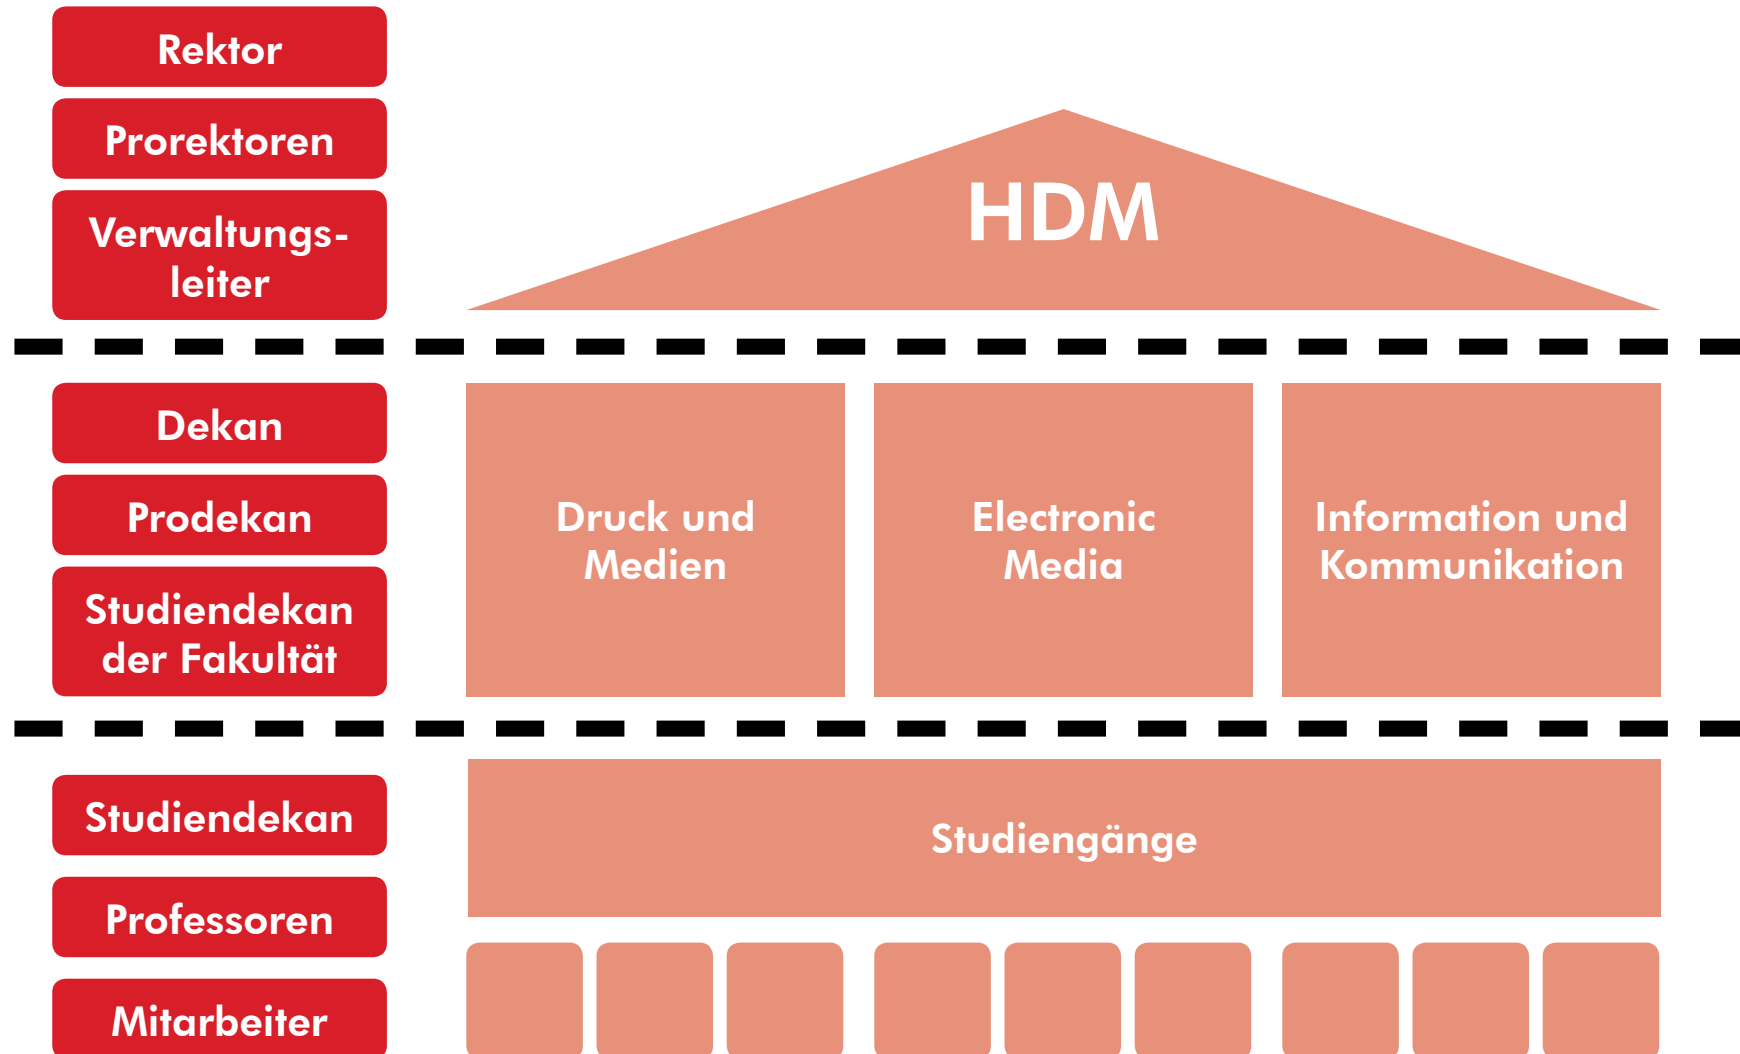 Rektor
Prorektoren
Verwaltungs-
leiter
HDM
Dekan
Prodekan
Studiendekan
der Fakultät
Druck und
Medien
Electronic
Media
Information und
Kommunikation
Studiendekan
Professoren
Mitarbeiter
Studiengänge